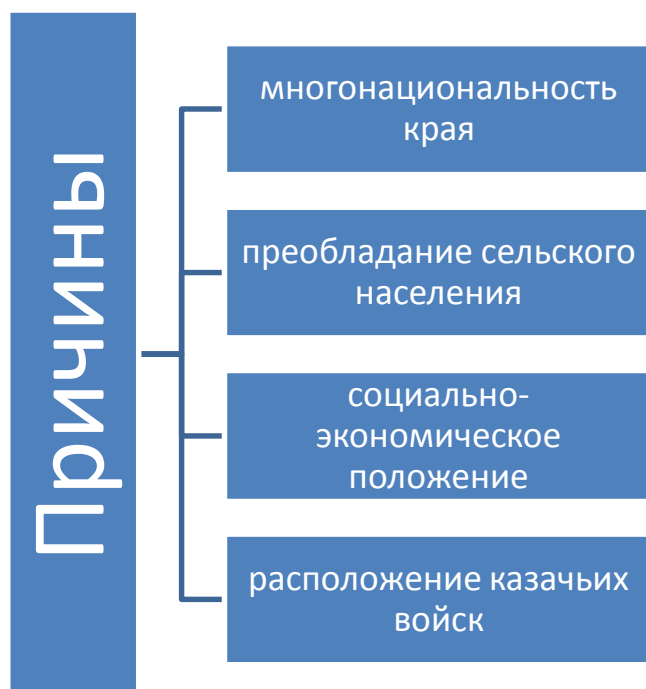 Причины
многонациональность
края
преобладание сельского
населения
социально-
экономическое
положение
расположение казачьих
войск